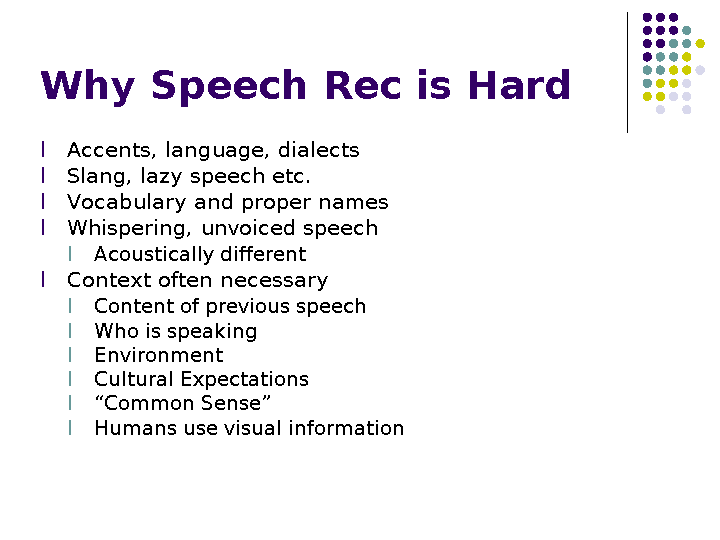 Why Speech Rec is Hard
l Accents, language, dialects
l Slang, lazy speech etc.
l Vocabulary and proper names
l Whispering, unvoiced speech
l Acoustically different
l Context often necessary
l Content of previous speech
l Who is speaking
l Environment
l Cultural Expectations
l “Common Sense”
l Humans use visual information